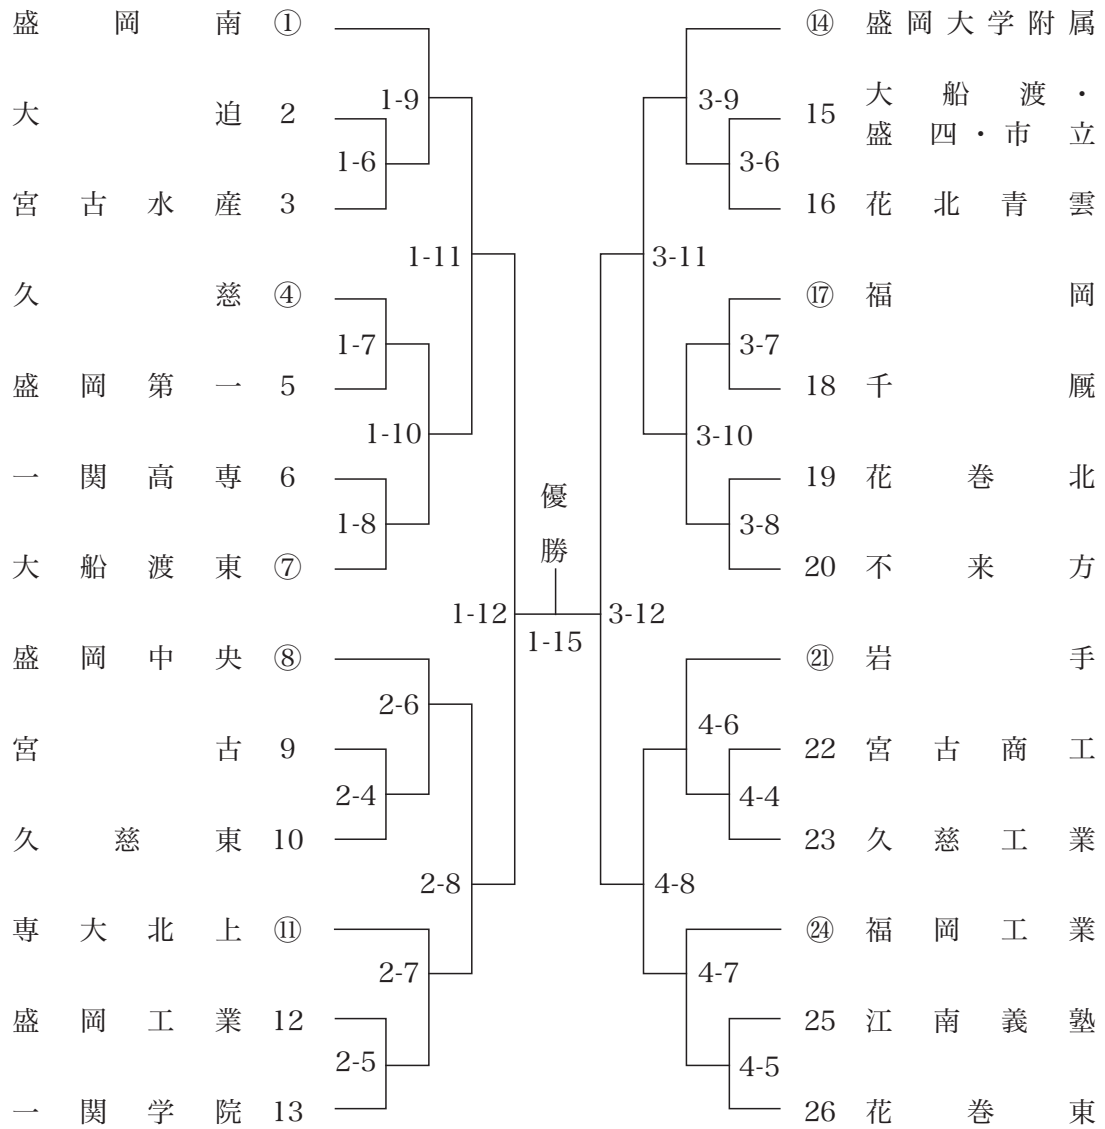 盛岡南 ①
1-9
大迫 2
1-6
宮古水産 3
1-11
久慈 ④
1-7
盛岡第一 5
1-10
一関高専 6
1-8
大船渡東 ⑦
1-12
盛岡中央 ⑧
2-6
宮古 9
2-4
久慈東 10
2-8
専大北上 ⑪
2-7
盛岡工業 12
2-5
一関学院 13
優勝
1-15
⑭ 盛岡大学附属
3-9
15 大船渡・
盛四・市立
3-6
16 花北青雲
3-11
⑰ 福岡
3-7
18 千厩
3-10
19 花巻北
3-8
20 不来方
3-12
㉑ 岩手
4-6
22 宮古商工
4-4
23 久慈工業
4-8
㉔ 福岡工業
4-7
25 江南義塾
4-5
26 花巻東